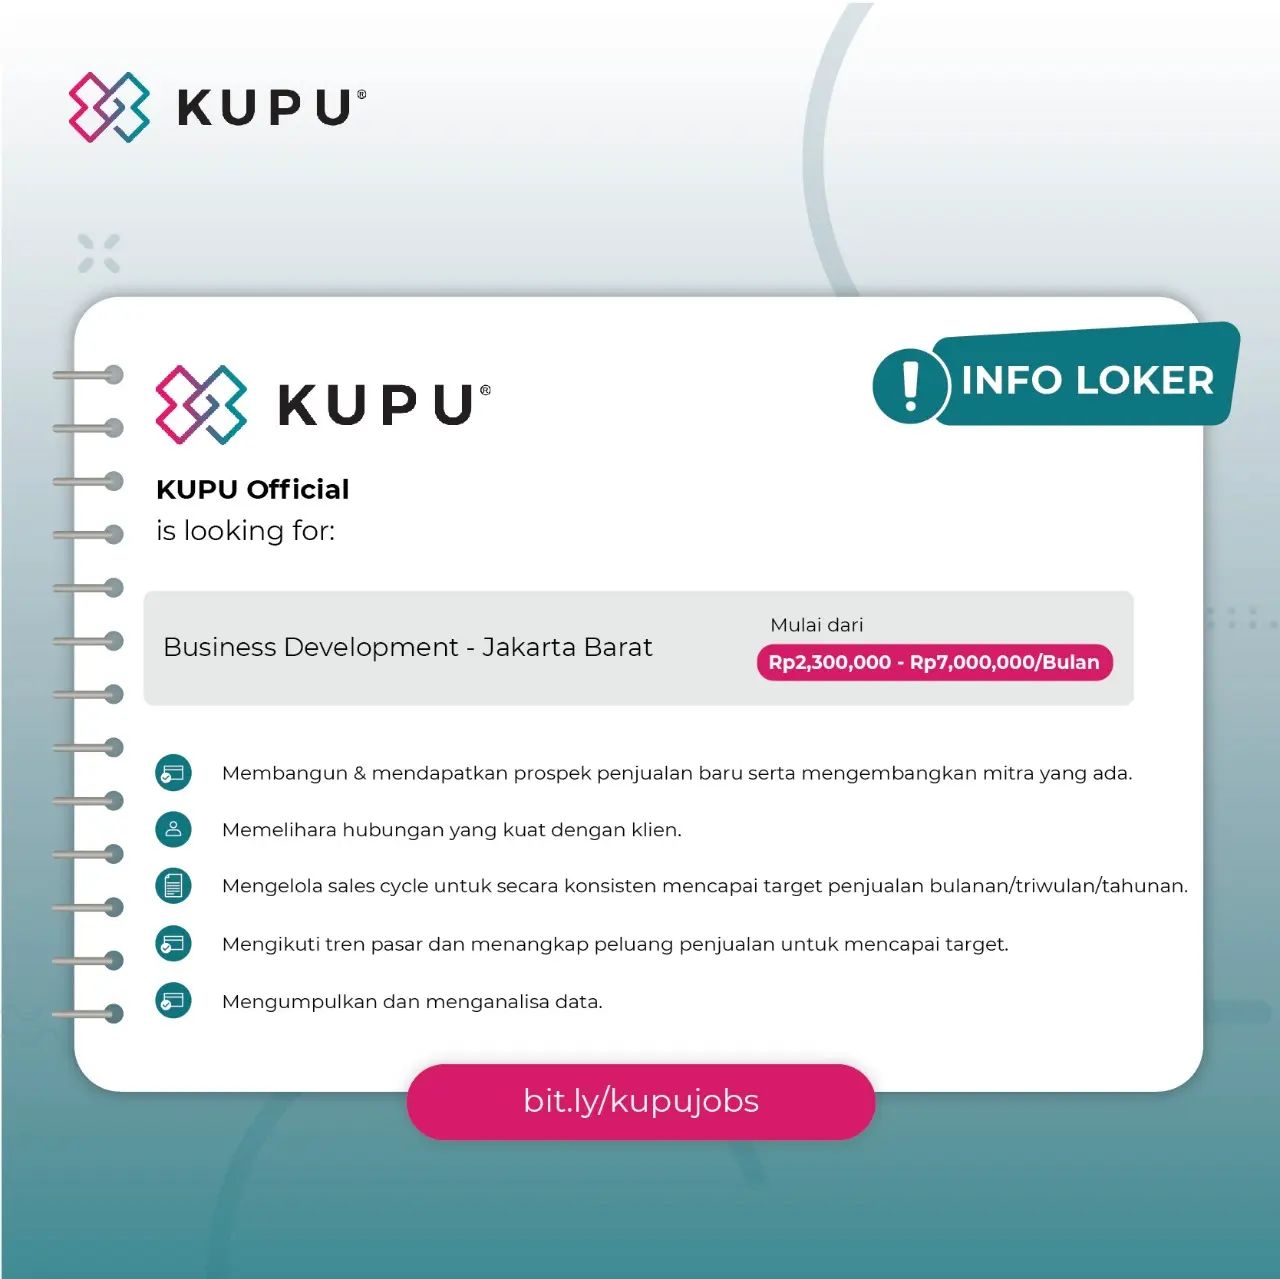 KUPU®
INFO LOKER
KUPU®
KUPU Official
is looking for:
Business Development - Jakarta Barat
Mulai dari
Rp2,300,000 - Rp7,000,000/Bulan
Membangun & mendapatkan prospek penjualan baru serta mengembangkan mitra yang ada.
Memelihara hubungan yang kuat dengan klien.
Mengelola sales cycle untuk secara konsisten mencapai target penjualan bulanan/triwulan/tahunan.
Mengikuti tren pasar dan menangkap peluang penjualan untuk mencapai target.
Mengumpulkan dan menganalisa data.
bit.ly/kupujobs